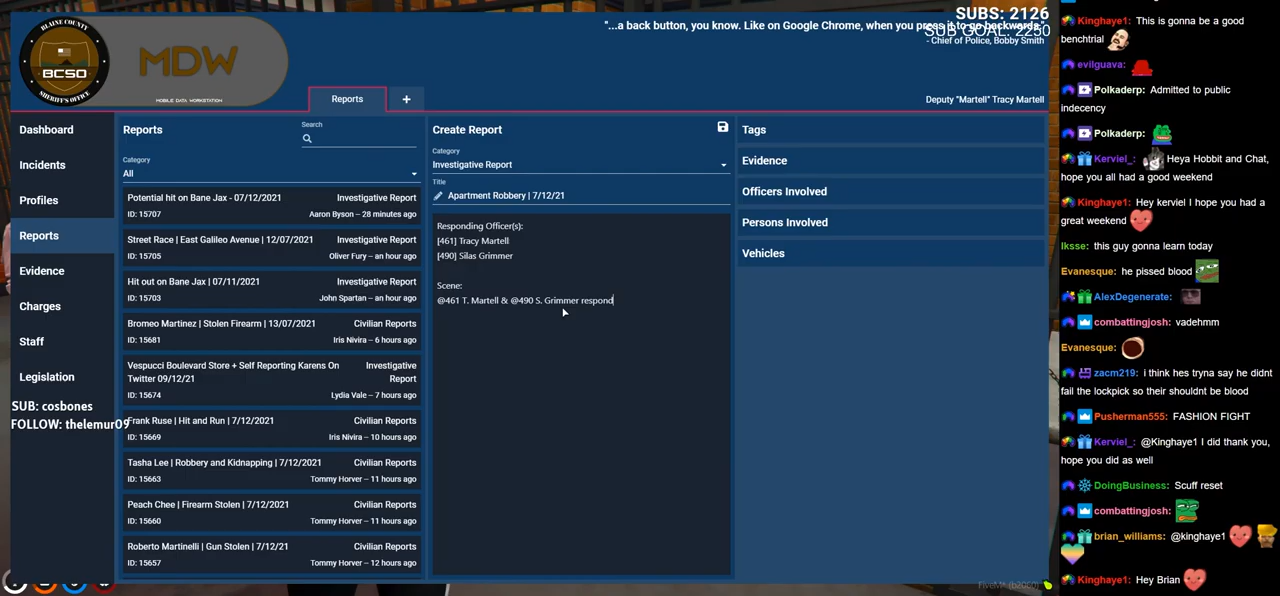 BLAINE COUNTY
BCSO
SHERIFF'S OFFICE
MDW
MOBILE DATA WORKSTATION
Reports
+
SUBS: 2126
"...a back button, you know. Like on Google Chrome, when you press it to go backwards."
SUB GOAL: 2250
- Chief of Police, Bobby Smith
Deputy "Martell" Tracy Martell
Dashboard
Incidents
Profiles
Reports
Evidence
Charges
Staff
Legislation
SUB: cosbones
FOLLOW: thelemur09
Reports
Search
Category
All
Potential hit on Bane Jax - 07/12/2021 Investigative Report
ID: 15707 Aaron Byson – 28 minutes ago
Street Race | East Galileo Avenue | 12/07/2021 Investigative Report
ID: 15705 Oliver Fury – an hour ago
Hit out on Bane Jax | 07/11/2021 Investigative Report
ID: 15703 John Spartan – an hour ago
Bromeo Martinez | Stolen Firearm | 13/07/2021 Civilian Reports
ID: 15681 Iris Nivira – 6 hours ago
Vespucci Boulevard Store + Self Reporting Karens On Investigative
Twitter 09/12/21 Report
ID: 15674 Lydia Vale – 7 hours ago
Frank Ruse | Hit and Run | 7/12/2021 Civilian Reports
ID: 15669 Iris Nivira – 10 hours ago
Tasha Lee | Robbery and Kidnapping | 7/12/2021 Civilian Reports
ID: 15663 Tommy Horver – 11 hours ago
Peach Chee | Firearm Stolen | 7/12/2021 Civilian Reports
ID: 15660 Tommy Horver – 11 hours ago
Roberto Martinelli | Gun Stolen | 7/12/21 Civilian Reports
ID: 15657 Tommy Horver – 12 hours ago
Create Report
Category
Investigative Report
Title
Apartment Robbery | 7/12/21
Responding Officer(s):
[461] Tracy Martell
[490] Silas Grimmer
Scene:
@461 T. Martell & @490 S. Grimmer respond
Tags
Evidence
Officers Involved
Persons Involved
Vehicles
Kinghaye1: This is gonna be a good
benchtrial
evilguava:
Polkaderp: Admitted to public
indecency
Polkaderp:
Kerviel_: Heya Hobbit and Chat,
hope you all had a good weekend
Kinghaye1: Hey kerviel I hope you had a
great weekend
Iksse: this guy gonna learn today
Evanesque: he pissed blood
AlexDegenerate:
combattingjosh: vadehmm
Evanesque:
zacm219: i think hes tryna say he didnt
fail the lockpick so their shouldnt be blood
Pusherman555: FASHION FIGHT
Kerviel_: @Kinghaye1 I did thank you,
hope you did as well
DoingBusiness: Scuff reset
combattingjosh:
brian_williams: @kinghaye1
Kinghaye1: Hey Brian